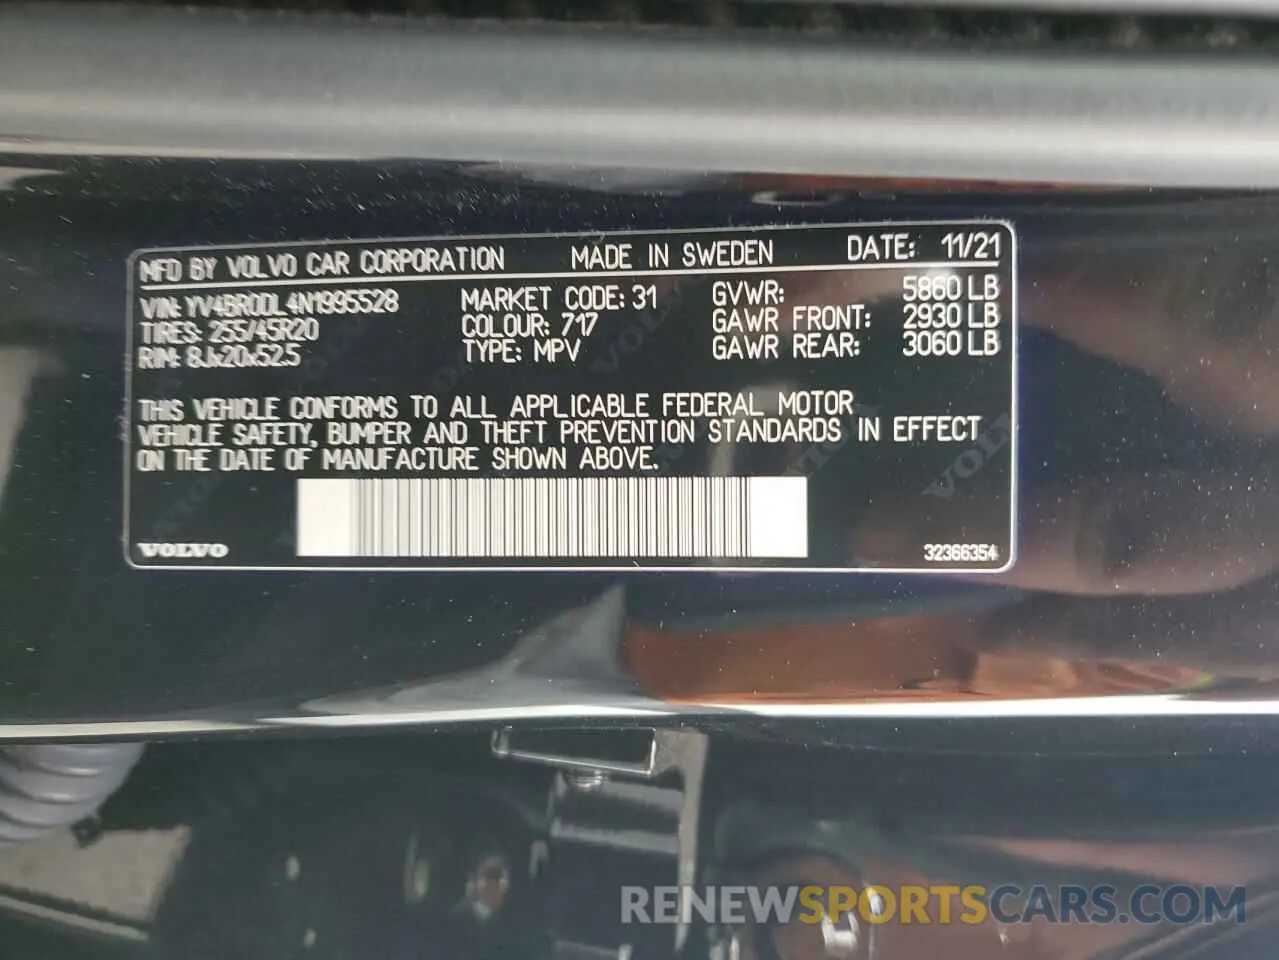 MFD BY VOLVO CAR CORPORATION MADE IN SWEDEN DATE: 11/21
VIN: YV4BR0DL4N1995528 MARKET CODE: 31 GVWR: 5860 LB
TIRES: 255/45R20 COLOUR: 717 GAWR FRONT: 2930 LB
RIM: 8Jx20x52.5 TYPE: MPV GAWR REAR: 3060 LB
THIS VEHICLE CONFORMS TO ALL APPLICABLE FEDERAL MOTOR
VEHICLE SAFETY, BUMPER AND THEFT PREVENTION STANDARDS IN EFFECT
ON THE DATE OF MANUFACTURE SHOWN ABOVE.
VOLVO 32366354
RENEWSPORTSCARS.COM